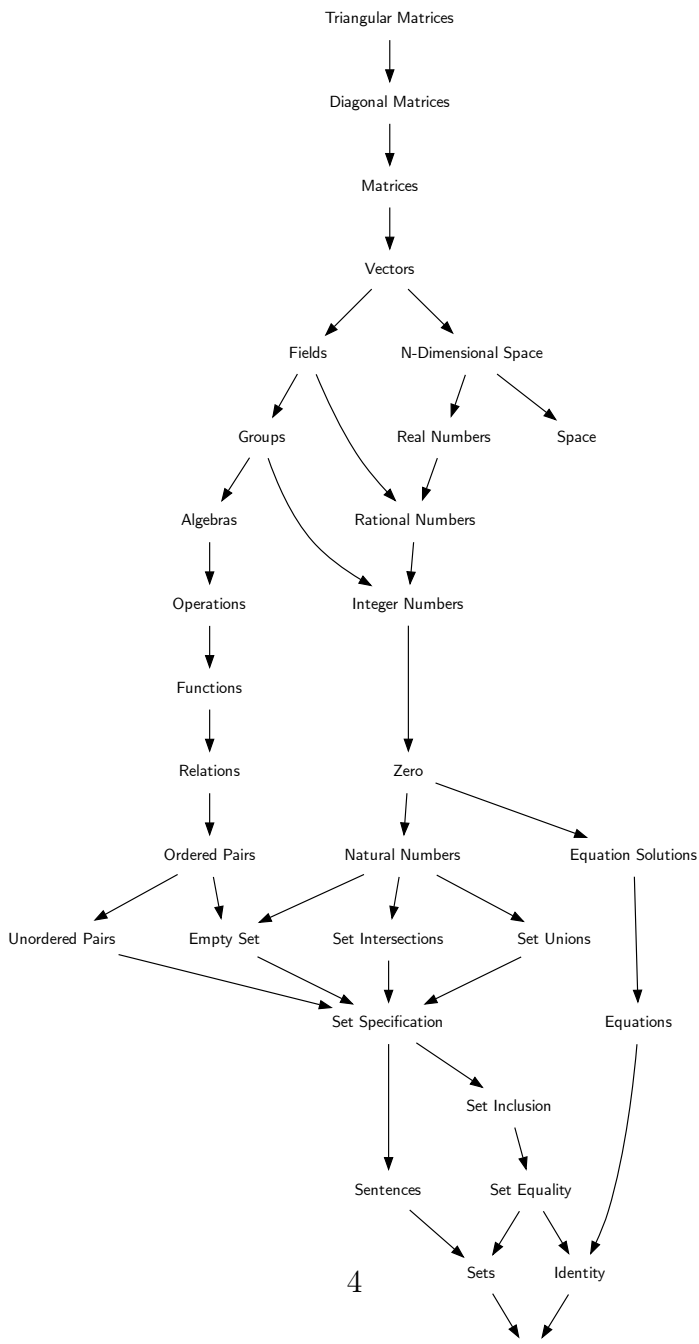 Triangular Matrices
Diagonal Matrices
Matrices
Vectors
Fields N-Dimensional Space
Groups Real Numbers Space
Algebras Rational Numbers
Operations Integer Numbers
Functions
Relations Zero
Ordered Pairs Natural Numbers Equation Solutions
Unordered Pairs Empty Set Set Intersections Set Unions
Set Specification Equations
Set Inclusion
Sentences Set Equality
Sets Identity
4